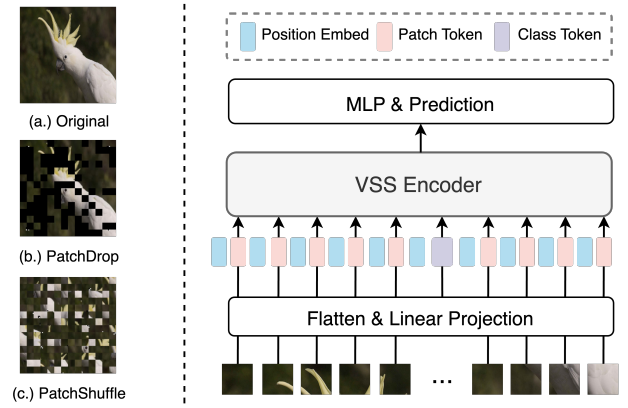 (a.) Original
(b.) PatchDrop
(c.) PatchShuffle
Position Embed
Patch Token
Class Token
MLP & Prediction
VSS Encoder
Flatten & Linear Projection
...